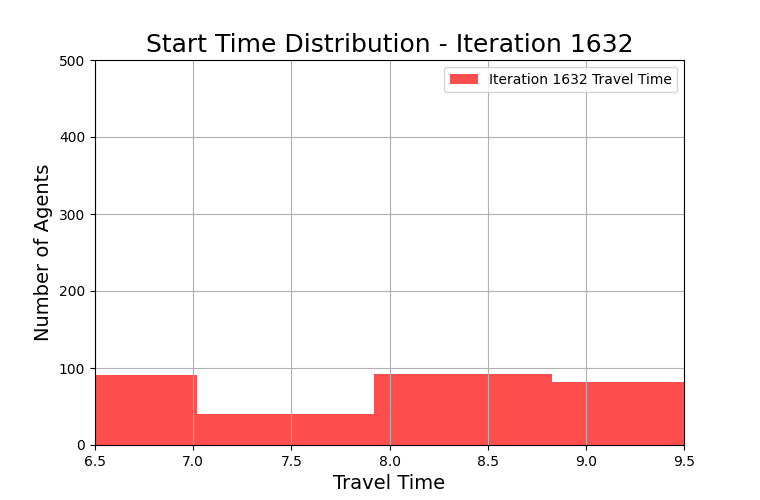 Start Time Distribution - Iteration 1632
500
400
300
200
100
0
Number of Agents
Iteration 1632 Travel Time
6.5 7.0 7.5 8.0 8.5 9.0 9.5
Travel Time